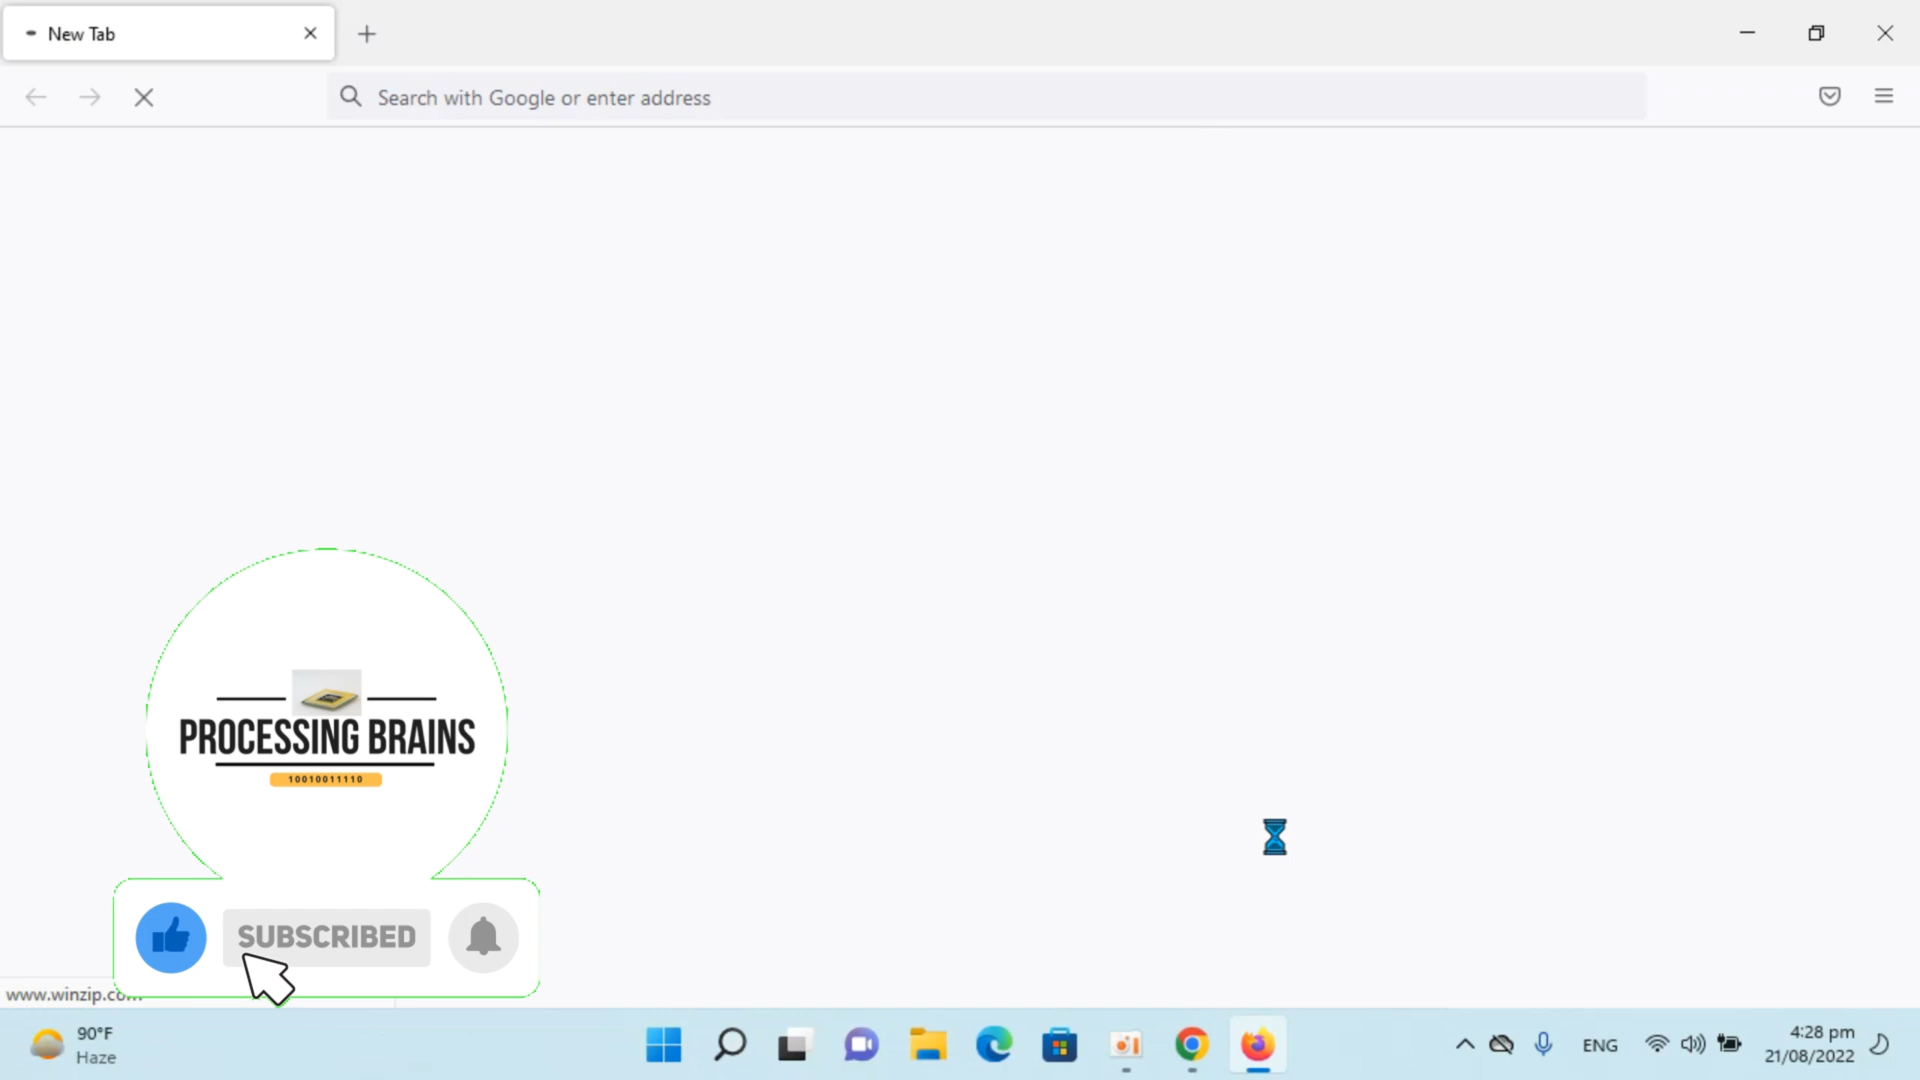 New Tab
Search with Google or enter address
PROCESSING BRAINS
10010011110
SUBSCRIBED
www.winzip.co
90°F
Haze
ENG
4:28 pm
21/08/2022